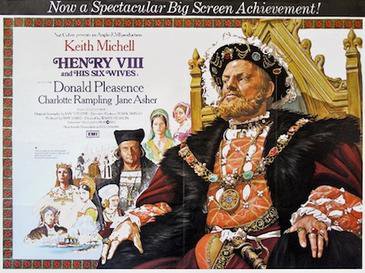 Now a Spectacular Big Screen Achievement!
Keith Michell
HENRY VIII
AND HIS SIX WIVES
Donald Pleasence
Charlotte Rampling Jane Asher
EMI